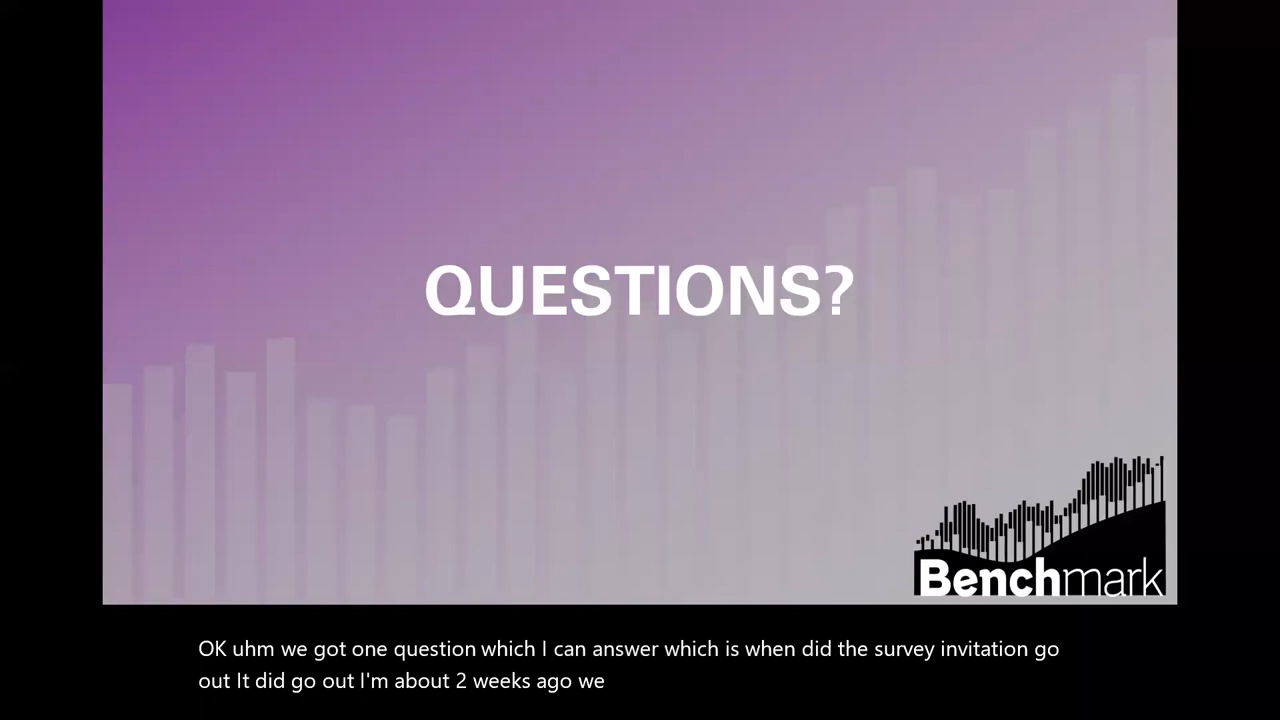 QUESTIONS?
Benchmark
OK uhm we got one question which I can answer which is when did the survey invitation go
out It did go out I'm about 2 weeks ago we